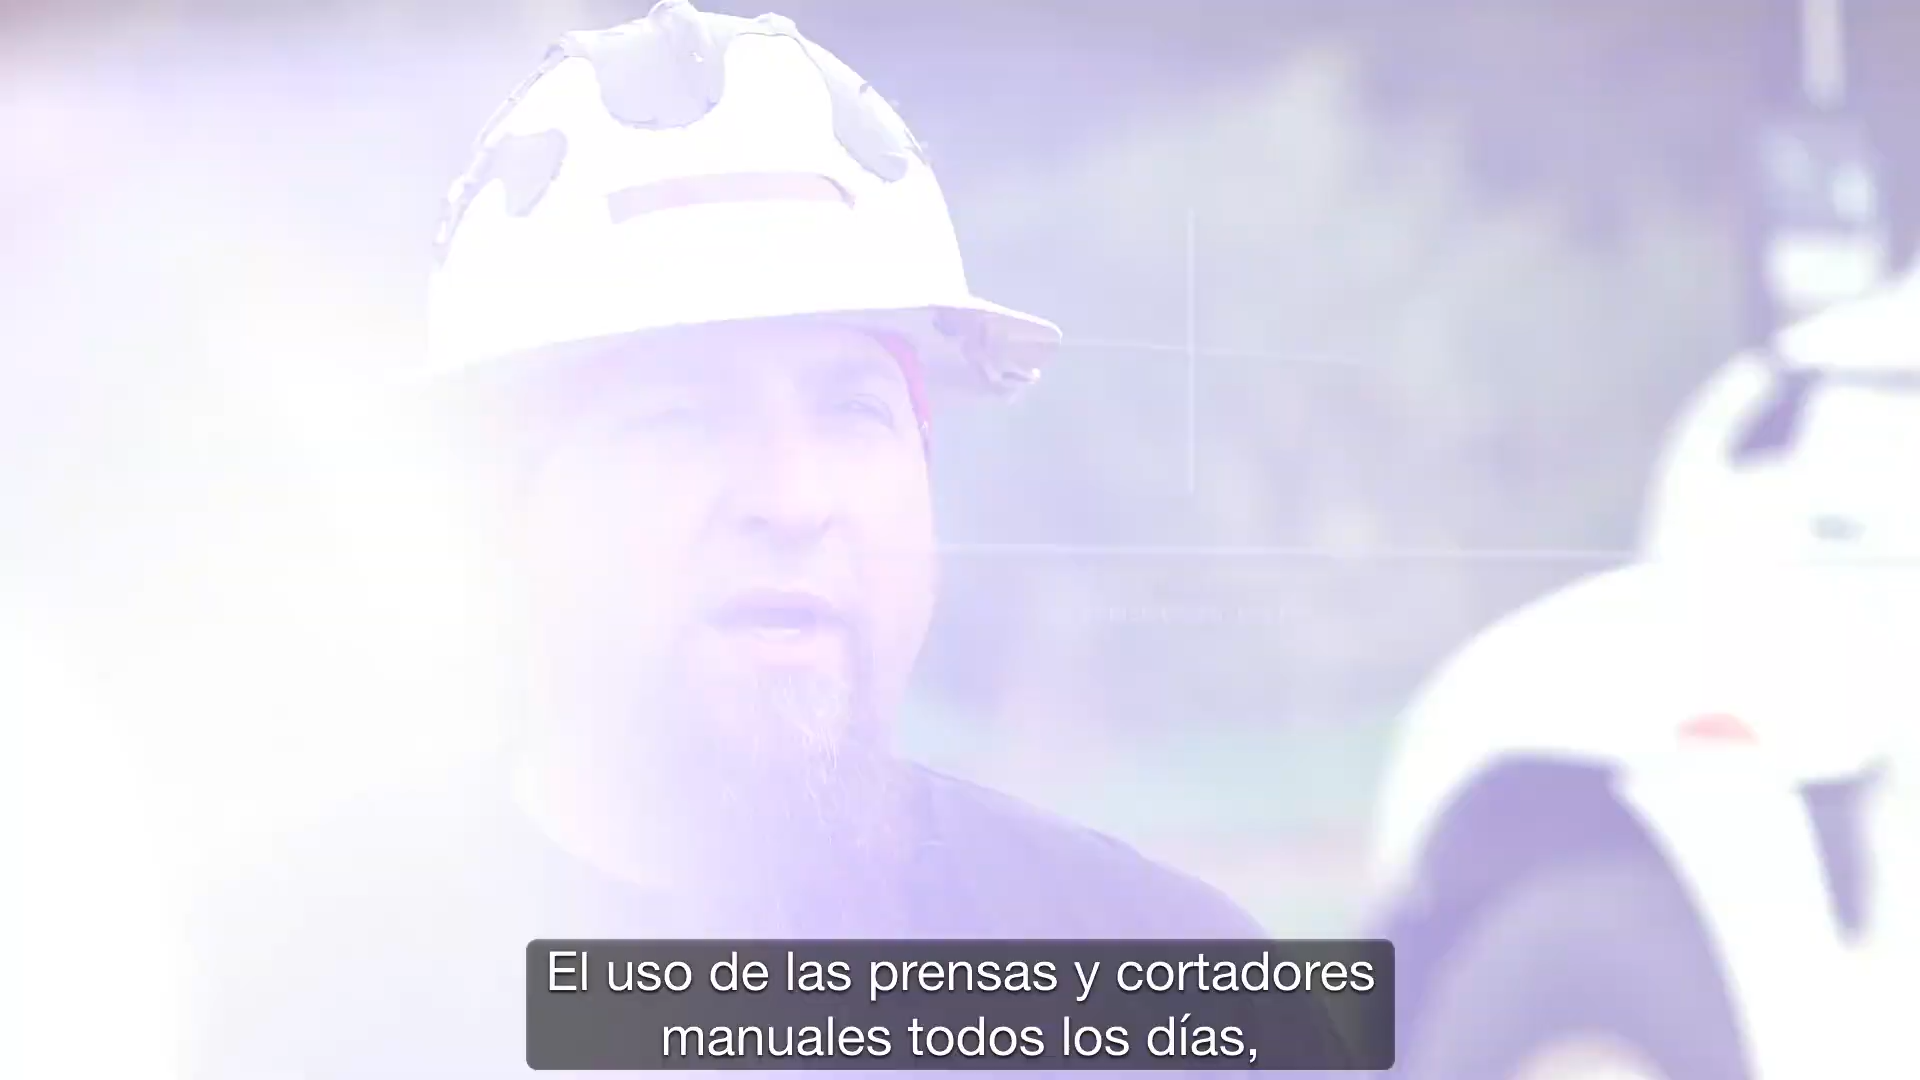 El uso de las prensas y cortadores
manuales todos los días,